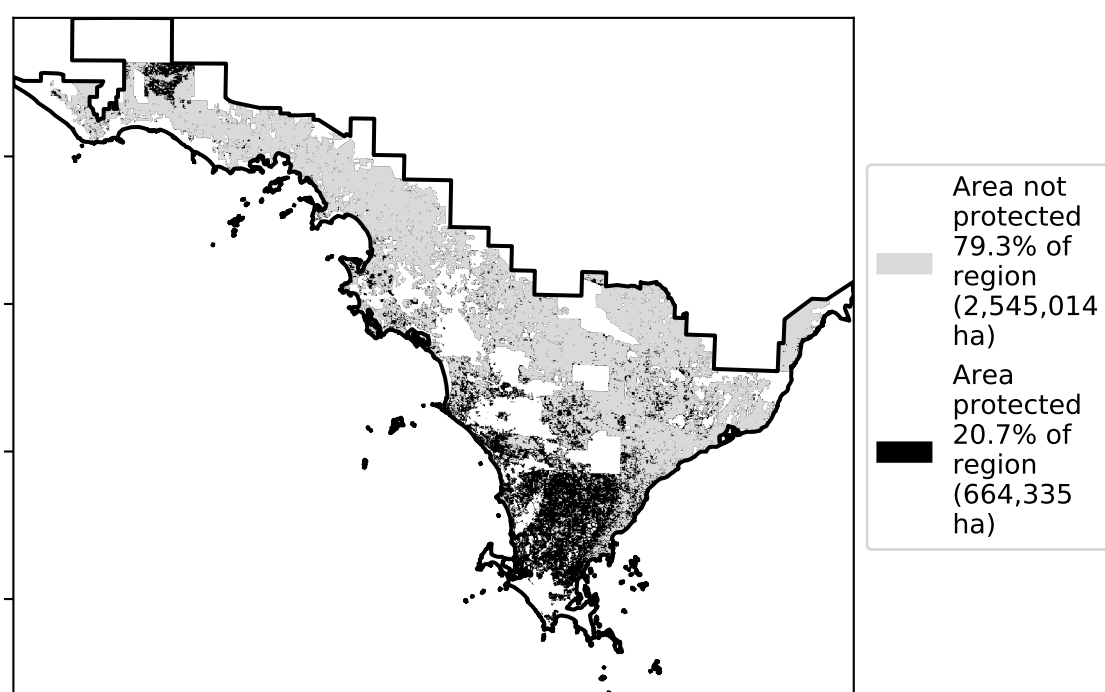 Area not
protected
79.3% of
region
(2,545,014
ha)
Area
protected
20.7% of
region
(664,335
ha)